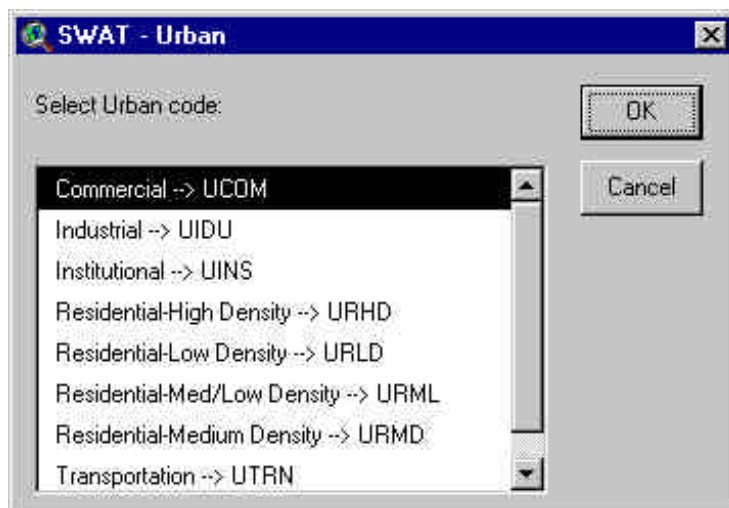 SWAT - Urban
Select Urban code:
OK
Cancel
Commercial --> UCOM
Industrial --> UIDU
Institutional --> UINS
Residential-High Density --> URHD
Residential-Low Density --> URLD
Residential-Med/Low Density --> URML
Residential-Medium Density --> URMD
Transportation --> UTRN